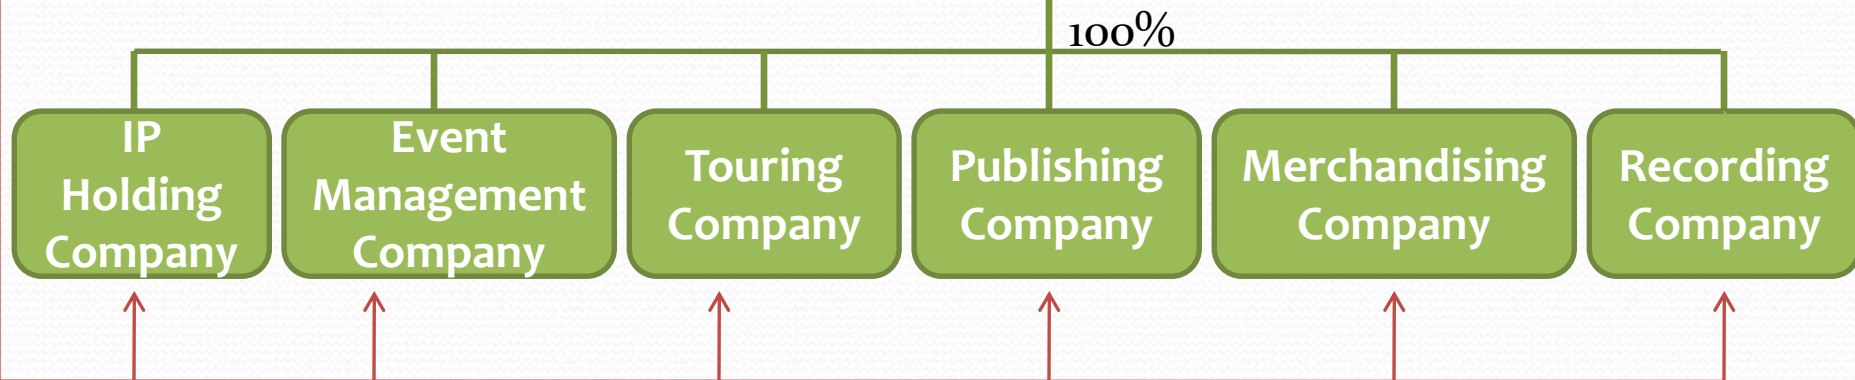 100%
IP
Holding
Company
Event
Management
Company
Touring
Company
Publishing
Company
Merchandising
Company
Recording
Company